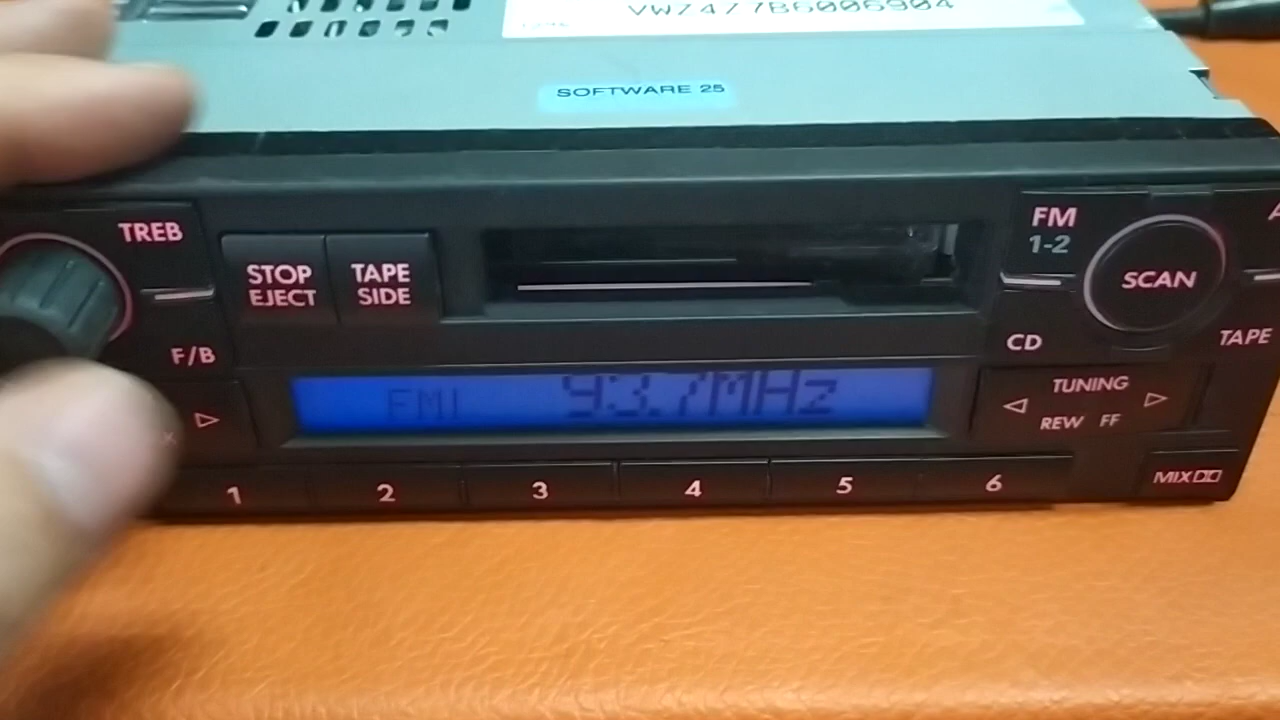 VWZ4Z7B6006904
SOFTWARE 25
TREB
STOP
EJECT
TAPE
SIDE
FM
1-2
SCAN
F/B
CD
TAPE
FM1 93.7MHz
TUNING
REW FF
1 2 3 4 5 6
MIX